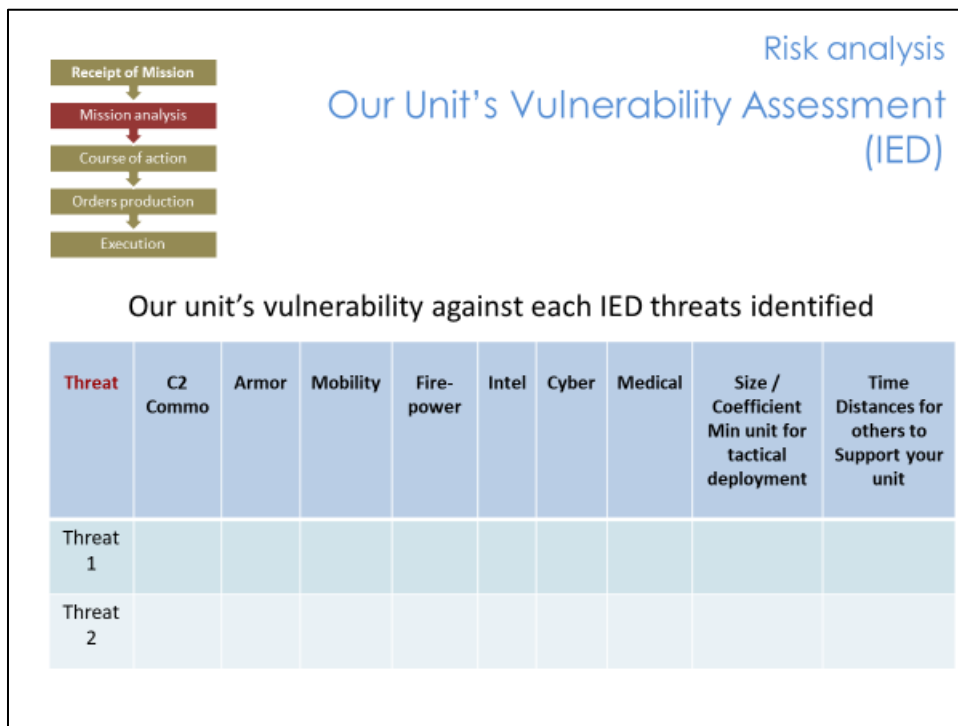 Risk analysis
Our Unit's Vulnerability Assessment
(IED)
Receipt of Mission
Mission analysis
Course of action
Orders production
Execution
Our unit's vulnerability against each IED threats identified
Threat
C2
Commo
Armor
Mobility
Fire-
power
Intel
Cyber
Medical
Size /
Coefficient
Min unit for
tactical
deployment
Time
Distances for
others to
Support your
unit
Threat
1
Threat
2